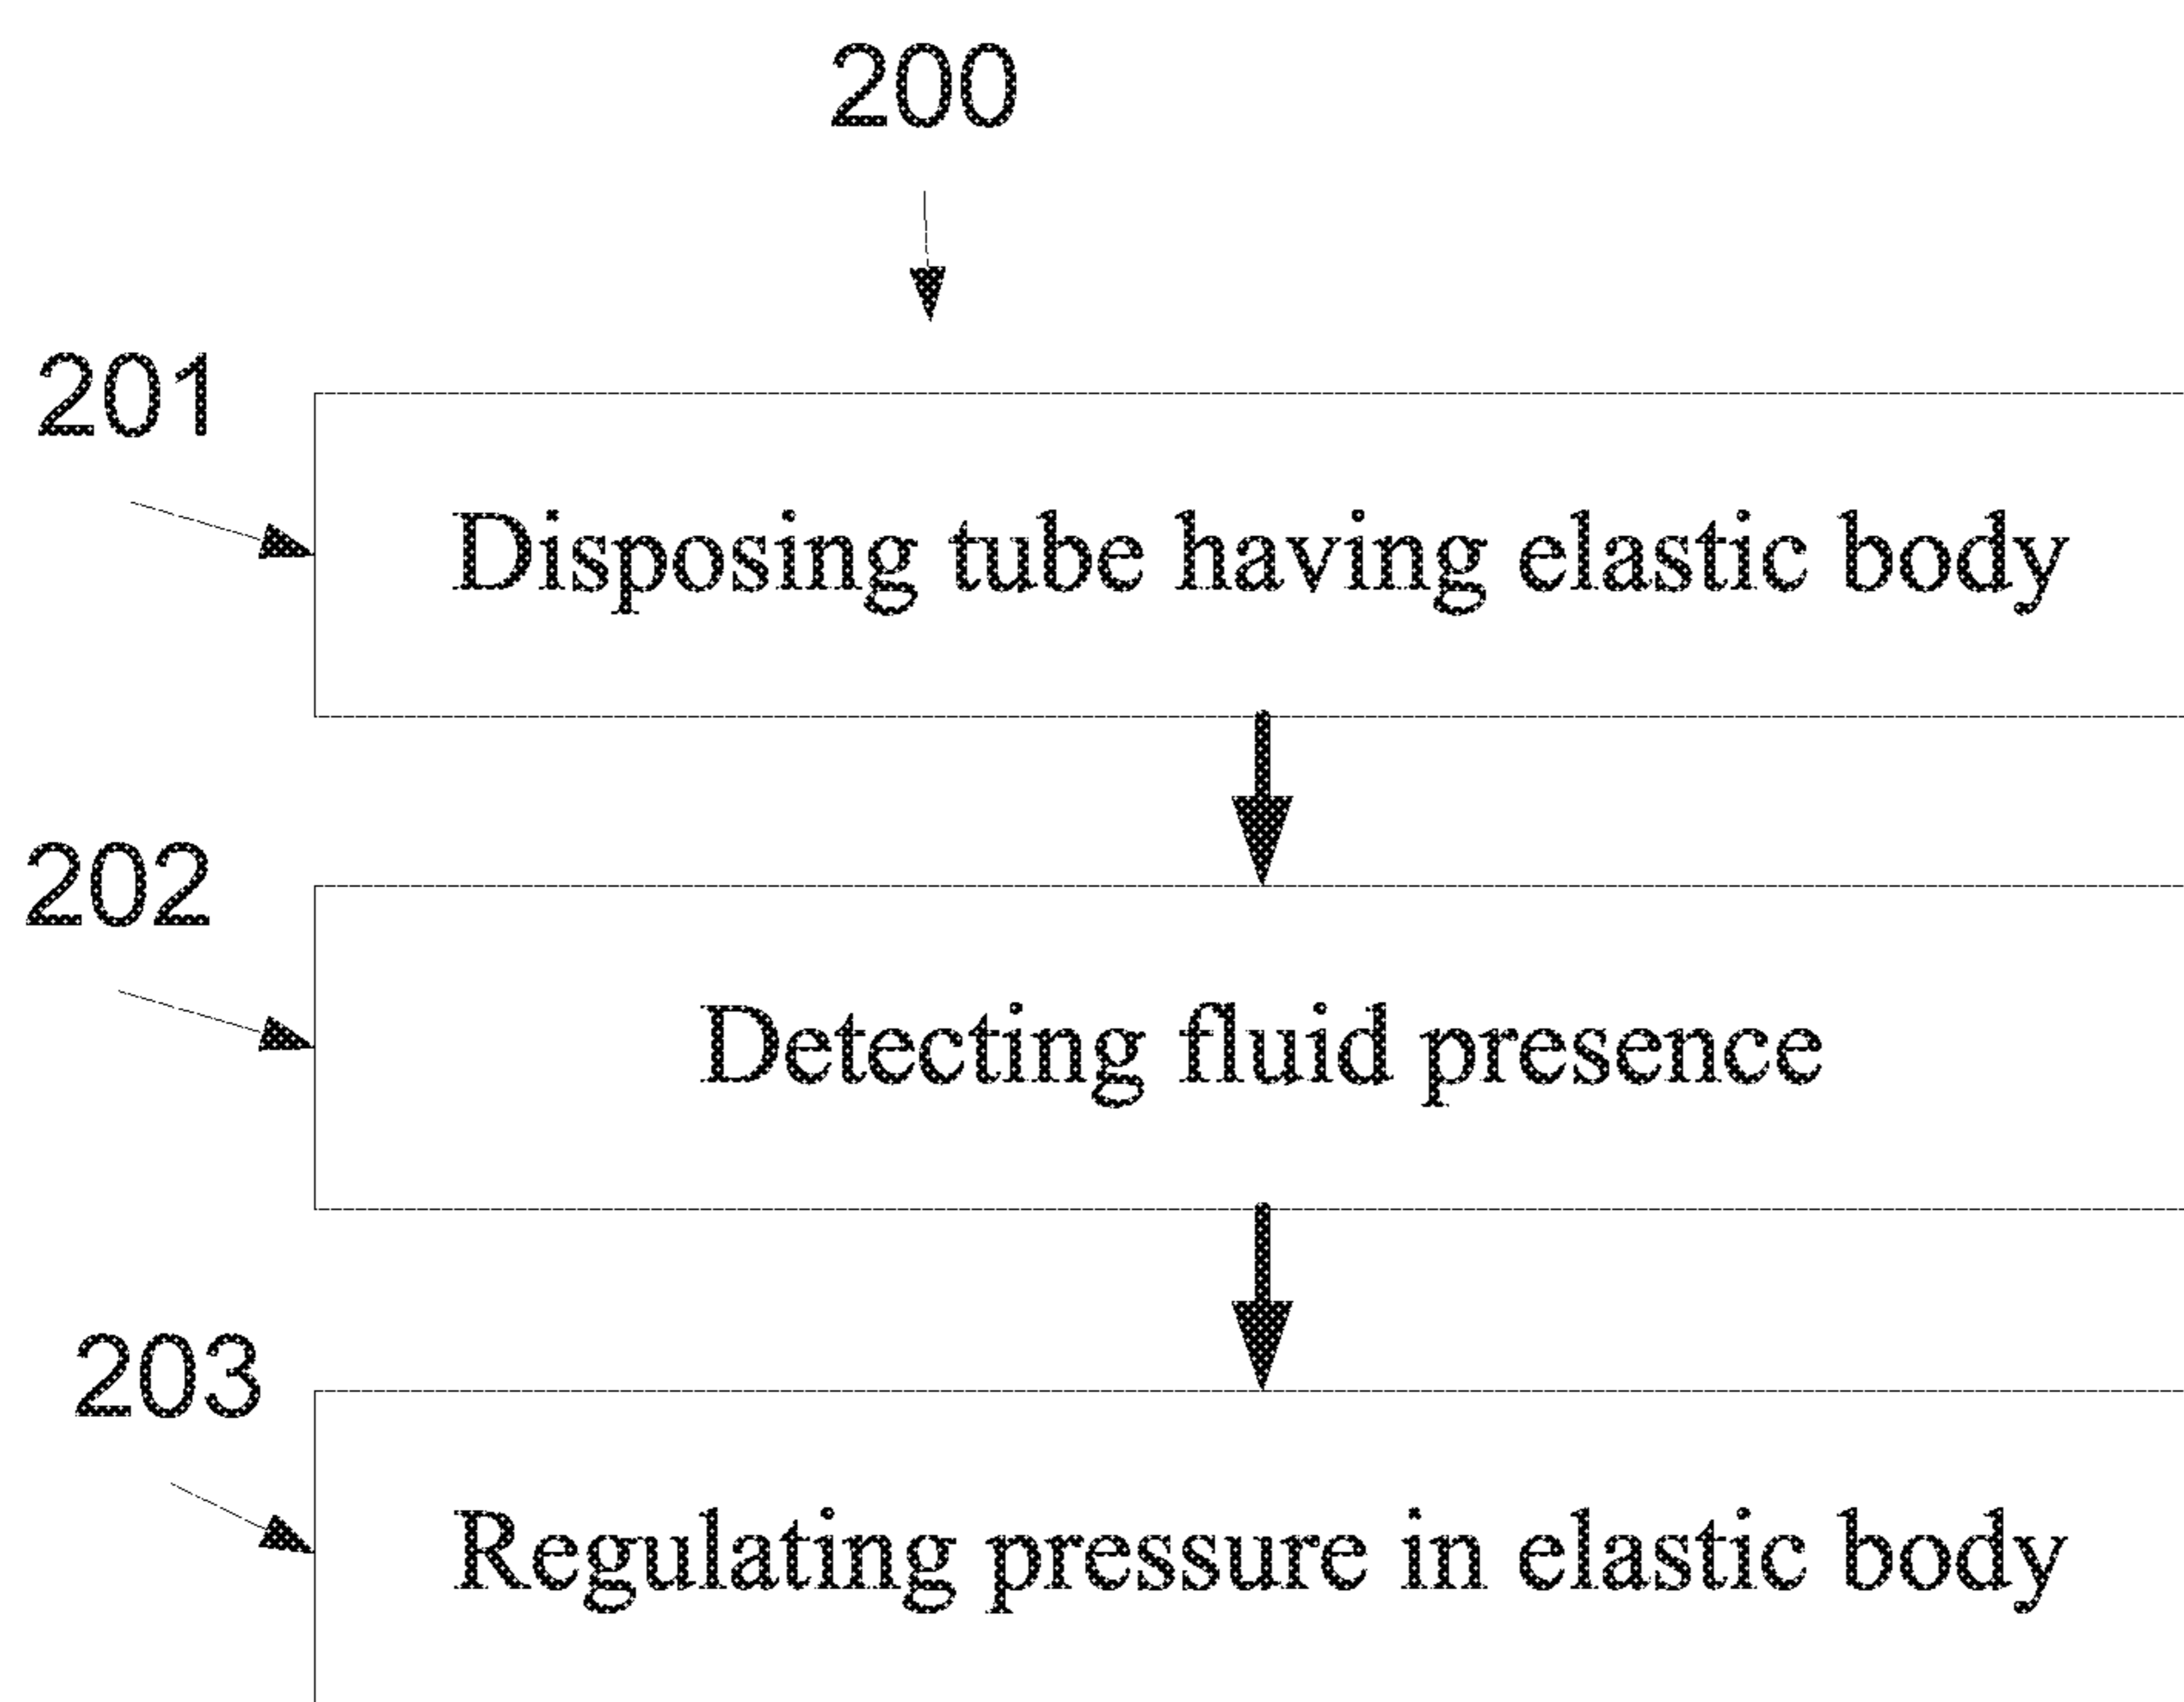 200
201
Disposing tube having elastic body
202
Detecting fluid presence
203
Regulating pressure in elastic body